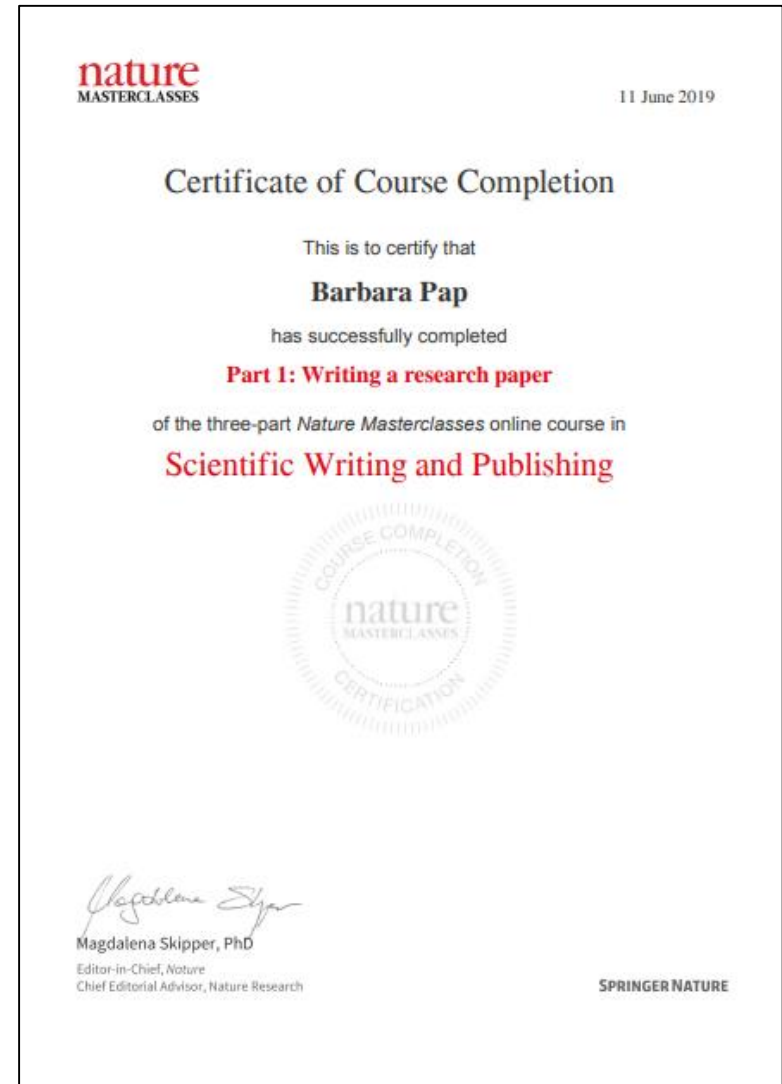 nature
MASTERCLASSES
11 June 2019
Certificate of Course Completion
This is to certify that
Barbara Pap
has successfully completed
Part 1: Writing a research paper
of the three-part Nature Masterclasses online course in
Scientific Writing and Publishing
COURSE COMPLETION
nature
MASTERCLASSES
CERTIFICATION
Magdalena Skipper
Magdalena Skipper, PhD
Editor-in-Chief, Nature
Chief Editorial Advisor, Nature Research
SPRINGER NATURE